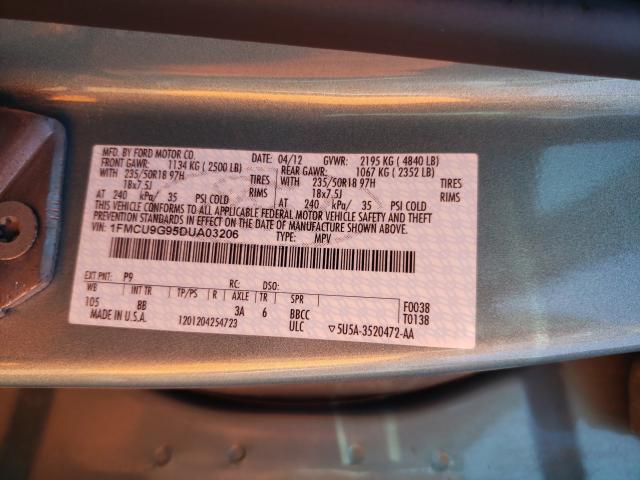 MFD. BY FORD MOTOR CO. DATE: 04/12 GVWR: 2195 KG ( 4840 LB)
FRONT GAWR: 1134 KG ( 2500 LB) REAR GAWR: 1067 KG ( 2352 LB)
WITH 235/50R18 97H TIRES WITH 235/50R18 97H TIRES
18x7.5J RIMS 18x7.5J RIMS
AT 240 kPa/ 35 PSI COLD AT 240 kPa/ 35 PSI COLD
THIS VEHICLE CONFORMS TO ALL APPLICABLE FEDERAL MOTOR VEHICLE SAFETY AND THEFT
PREVENTION STANDARDS IN EFFECT ON THE DATE OF MANUFACTURE SHOWN ABOVE.
VIN: 1FMCU9G95DUA03206 TYPE: MPV
EXT PNT: P9 RC: DSO:
WB INT TR TP/PS R AXLE TR SPR F0038
105 8B 3A 6 BBCC T0138
MADE IN U.S.A. 1201204254723 ULC ▽5U5A-3520472-AA